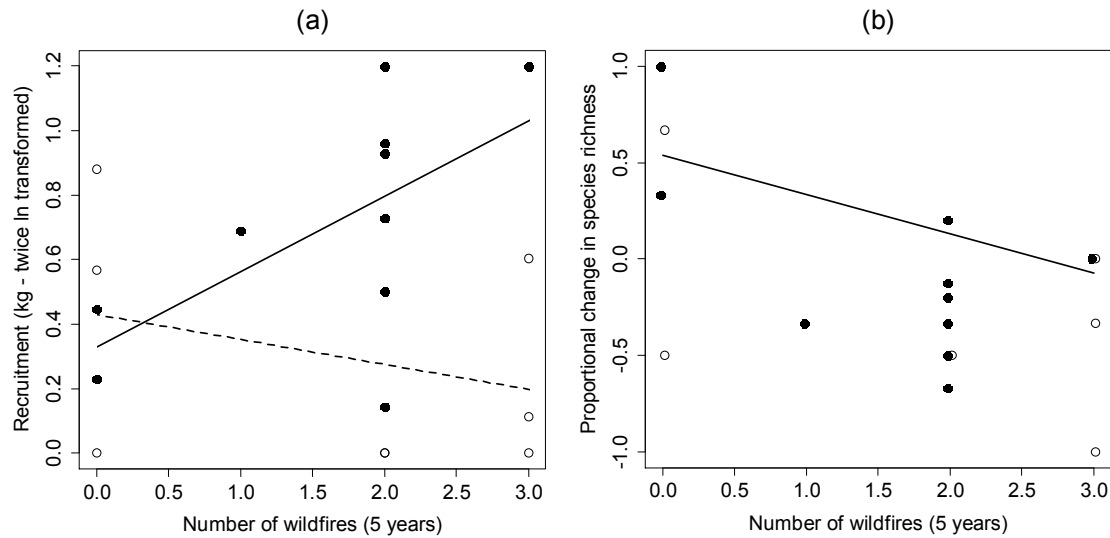 (a)
(b)
Recruitment (kg - twice ln transformed)
1.2
1.0
0.8
0.6
0.4
0.2
0.0
0.0 0.5 1.0 1.5 2.0 2.5 3.0
Number of wildfires (5 years)
Proportional change in species richness
1.0
0.5
0.0
-0.5
-1.0
0.0 0.5 1.0 1.5 2.0 2.5 3.0
Number of wildfires (5 years)